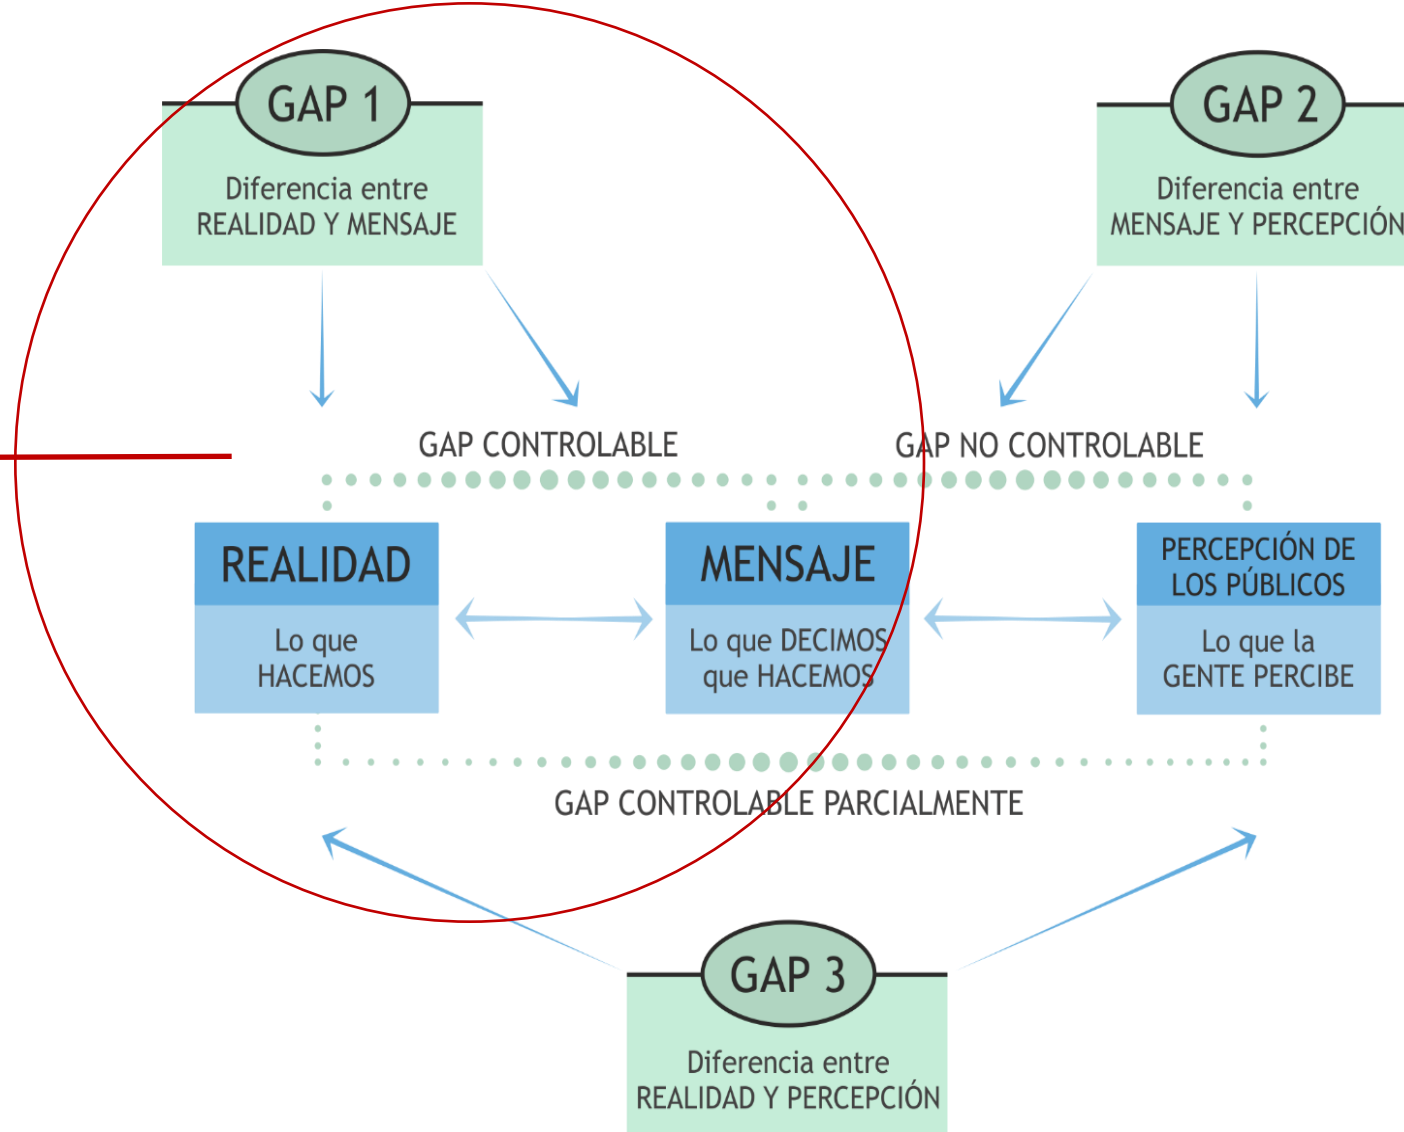 GAP 1
Diferencia entre
REALIDAD Y MENSAJE
GAP 2
Diferencia entre
MENSAJE Y PERCEPCIÓN
GAP CONTROLABLE
GAP NO CONTROLABLE
REALIDAD
Lo que
HACEMOS
MENSAJE
Lo que DECIMOS
que HACEMOS
PERCEPCIÓN DE
LOS PÚBLICOS
Lo que la
GENTE PERCIBE
GAP CONTROLABLE PARCIALMENTE
GAP 3
Diferencia entre
REALIDAD Y PERCEPCIÓN